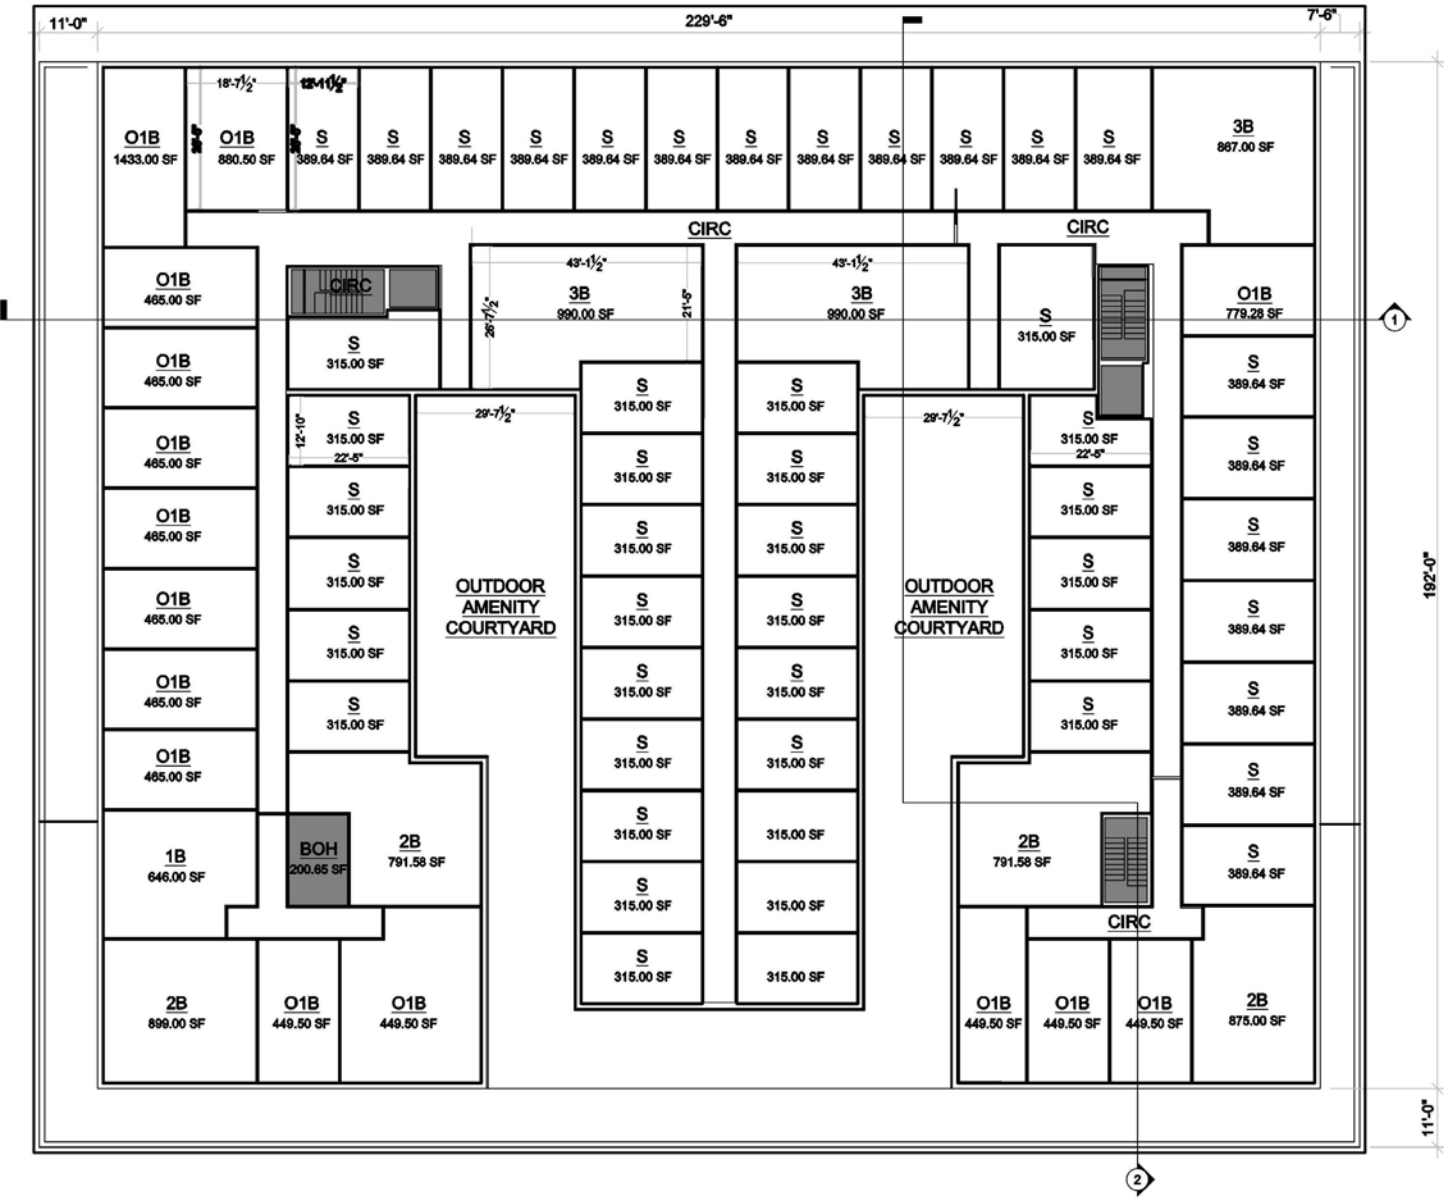 11'-0"
229'-6"
7'-6"
18'-7½"
12'-11½"
O1B
1433.00 SF
O1B
880.50 SF
S
389.64 SF
S
389.64 SF
S
389.64 SF
S
389.64 SF
S
389.64 SF
S
389.64 SF
S
389.64 SF
S
389.64 SF
S
389.64 SF
S
389.64 SF
S
389.64 SF
S
389.64 SF
3B
867.00 SF
CIRC
CIRC
O1B
465.00 SF
CIRC
43'-1½"
3B
990.00 SF
26'-7½"
21'-5"
43'-1½"
3B
990.00 SF
S
315.00 SF
O1B
779.28 SF
1
S
315.00 SF
O1B
465.00 SF
S
389.64 SF
S
315.00 SF
S
315.00 SF
12'-10"
S
315.00 SF
22'-5"
29'-7½"
29'-7½"
S
315.00 SF
22'-5"
O1B
465.00 SF
S
389.64 SF
S
315.00 SF
S
315.00 SF
S
315.00 SF
S
315.00 SF
O1B
465.00 SF
S
315.00 SF
S
315.00 SF
S
389.64 SF
192'-0"
S
315.00 SF
OUTDOOR
AMENITY
COURTYARD
OUTDOOR
AMENITY
COURTYARD
S
315.00 SF
O1B
465.00 SF
S
315.00 SF
S
315.00 SF
S
389.64 SF
S
315.00 SF
S
315.00 SF
O1B
465.00 SF
S
315.00 SF
S
315.00 SF
S
389.64 SF
S
315.00 SF
S
315.00 SF
O1B
465.00 SF
S
315.00 SF
S
315.00 SF
S
389.64 SF
1B
646.00 SF
BOH
200.65 SF
2B
791.58 SF
S
315.00 SF
315.00 SF
2B
791.58 SF
S
389.64 SF
S
315.00 SF
315.00 SF
CIRC
S
315.00 SF
315.00 SF
2B
899.00 SF
O1B
449.50 SF
O1B
449.50 SF
O1B
449.50 SF
O1B
449.50 SF
O1B
449.50 SF
2B
875.00 SF
11'-0"
2